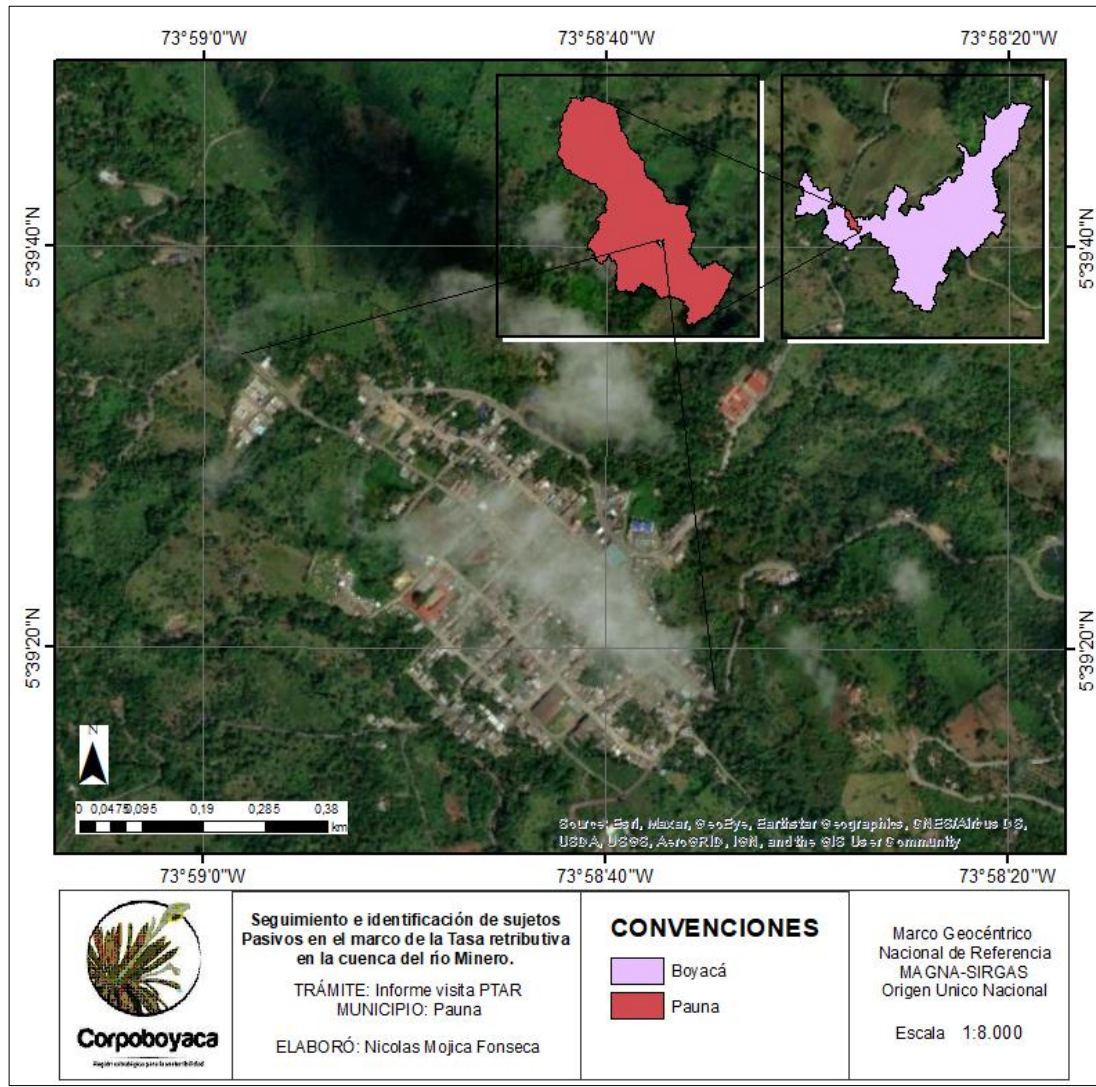 73°59'0"W 73°58'40"W 73°58'20"W
5°39'40"N 5°39'40"N
5°39'20"N 5°39'20"N
N
0 0,0475 0,095 0,19 0,285 0,38
km
Source: Esri, Maxar, GeoEye, Earthstar Geographics, CNES/Airbus DS,
USDA, USGS, AeroGRID, IGN, and the GIS User Community
73°59'0"W 73°58'40"W 73°58'20"W
Corpoboyaca
Región estratégica para la sostenibilidad
Seguimiento e identificación de sujetos
Pasivos en el marco de la Tasa retributiva
en la cuenca del río Minero.
TRÁMITE: Informe visita PTAR
MUNICIPIO: Pauna
ELABORÓ: Nicolas Mojica Fonseca
CONVENCIONES
Boyacá
Pauna
Marco Geocéntrico
Nacional de Referencia
MAGNA-SIRGAS
Origen Unico Nacional
Escala 1:8.000